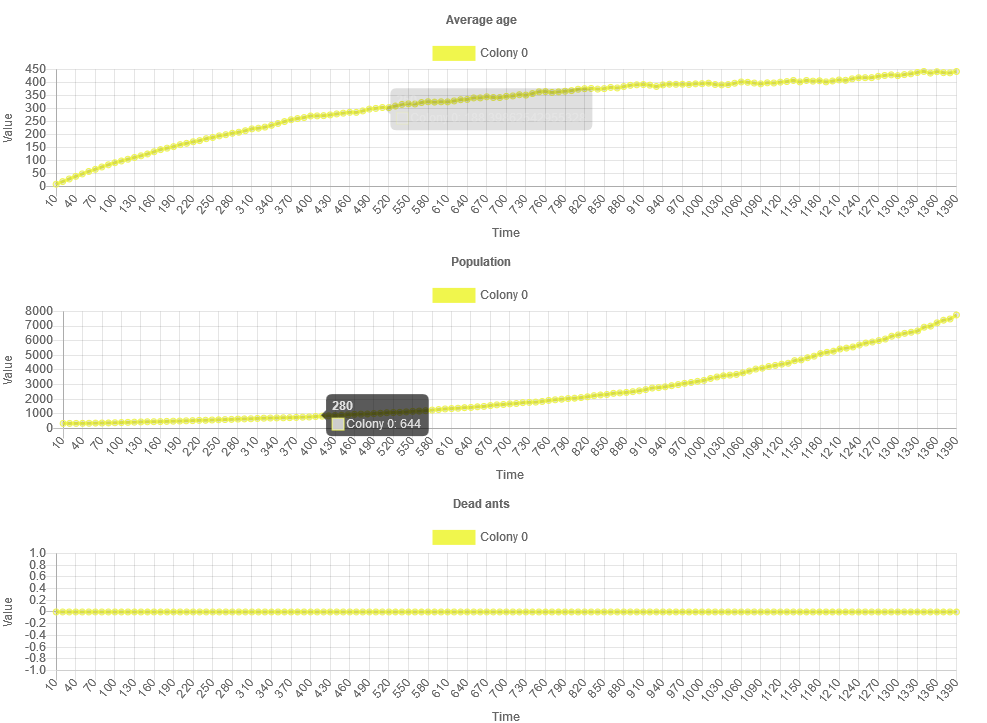 Average age
Colony 0
450
400
350
300
250
200
150
100
50
0
Value
10 40 70 100 130 160 190 220 250 280 310 340 370 400 430 460 490 520 550 580 610 640 670 700 730 760 790 820 850 880 910 940 970 1000 1030 1060 1090 1120 1150 1180 1210 1240 1270 1300 1330 1360 1390
Time
Population
Colony 0
8000
7000
6000
5000
4000
3000
2000
1000
0
Value
280
Colony 0: 644
10 40 70 100 130 160 190 220 250 280 310 340 370 400 430 460 490 520 550 580 610 640 670 700 730 760 790 820 850 880 910 940 970 1000 1030 1060 1090 1120 1150 1180 1210 1240 1270 1300 1330 1360 1390
Time
Dead ants
Colony 0
1.0
0.8
0.6
0.4
0.2
0
-0.2
-0.4
-0.6
-0.8
-1.0
Value
10 40 70 100 130 160 190 220 250 280 310 340 370 400 430 460 490 520 550 580 610 640 670 700 730 760 790 820 850 880 910 940 970 1000 1030 1060 1090 1120 1150 1180 1210 1240 1270 1300 1330 1360 1390
Time